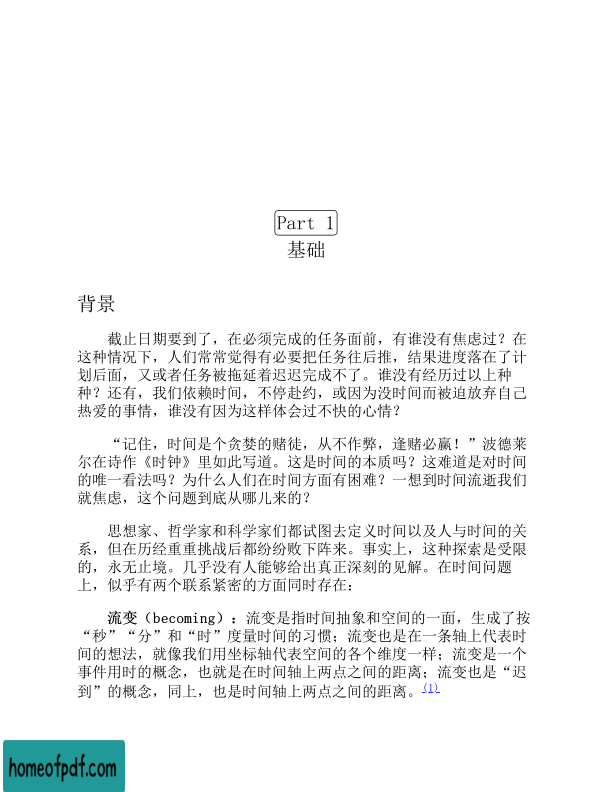 Part 1
基础
背景
截止日期要到了，在必须完成的任务面前，有谁没有焦虑过？在
这种情况下，人们常常觉得有必要把任务往后推，结果进度落在了计
划后面，又或者任务被拖延着迟迟完成不了。谁没有经历过以上种
种？还有，我们依赖时间，不停赴约，或因为没时间而被迫放弃自己
热爱的事情，谁没有因为这样体会过不快的心情？
“记住，时间是个贪婪的赌徒，从不作弊，逢赌必赢！”波德莱
尔在诗作《时钟》里如此写道。这是时间的本质吗？这难道是对时间
的唯一看法吗？为什么人们在时间方面有困难？一想到时间流逝我们
就焦虑，这个问题到底从哪儿来的？
思想家、哲学家和科学家们都试图去定义时间以及人与时间的关
系，但在历经重重挑战后都纷纷败下阵来。事实上，这种探索是受限
的，永无止境。几乎没有人能够给出真正深刻的见解。在时间问题
上，似乎有两个联系紧密的方面同时存在：
流变（becoming）：流变是指时间抽象和空间的一面，生成了按
“秒”“分”和“时”度量时间的习惯；流变也是在一条轴上代表时
间的想法，就像我们用坐标轴代表空间的各个维度一样；流变是一个
事件用时的概念，也就是在时间轴上两点之间的距离；流变也是“迟
到”的概念，同上，也是时间轴上两点之间的距离。(1)
homeofpdf.com